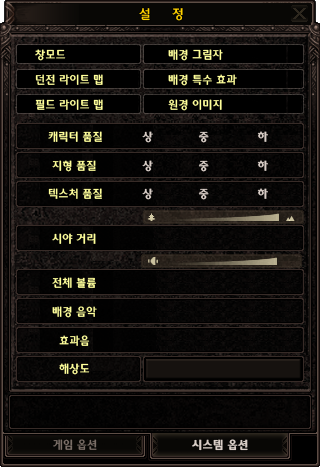 설 정
창모드 배경 그림자
던전 라이트 맵 배경 특수 효과
필드 라이트 맵 원경 이미지
캐릭터 품질 상 중 하
지형 품질 상 중 하
텍스처 품질 상 중 하
시야 거리
전체 볼륨
배경 음악
효과음
해상도
게임 옵션 시스템 옵션